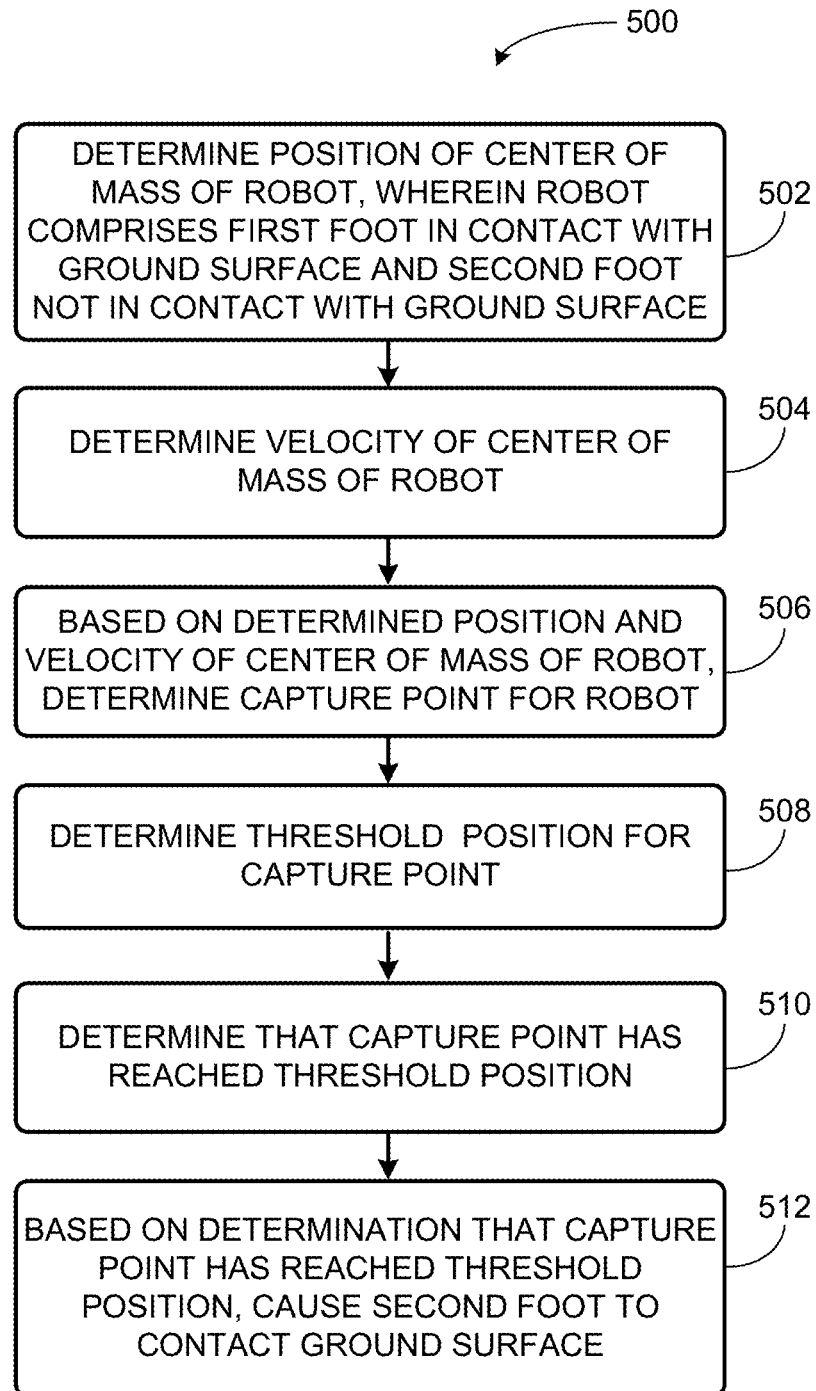 500
DETERMINE POSITION OF CENTER OF
MASS OF ROBOT, WHEREIN ROBOT
COMPRISES FIRST FOOT IN CONTACT WITH
GROUND SURFACE AND SECOND FOOT
NOT IN CONTACT WITH GROUND SURFACE
502
DETERMINE VELOCITY OF CENTER OF
MASS OF ROBOT
504
BASED ON DETERMINED POSITION AND
VELOCITY OF CENTER OF MASS OF ROBOT,
DETERMINE CAPTURE POINT FOR ROBOT
506
DETERMINE THRESHOLD POSITION FOR
CAPTURE POINT
508
DETERMINE THAT CAPTURE POINT HAS
REACHED THRESHOLD POSITION
510
BASED ON DETERMINATION THAT CAPTURE
POINT HAS REACHED THRESHOLD
POSITION, CAUSE SECOND FOOT TO
CONTACT GROUND SURFACE
512